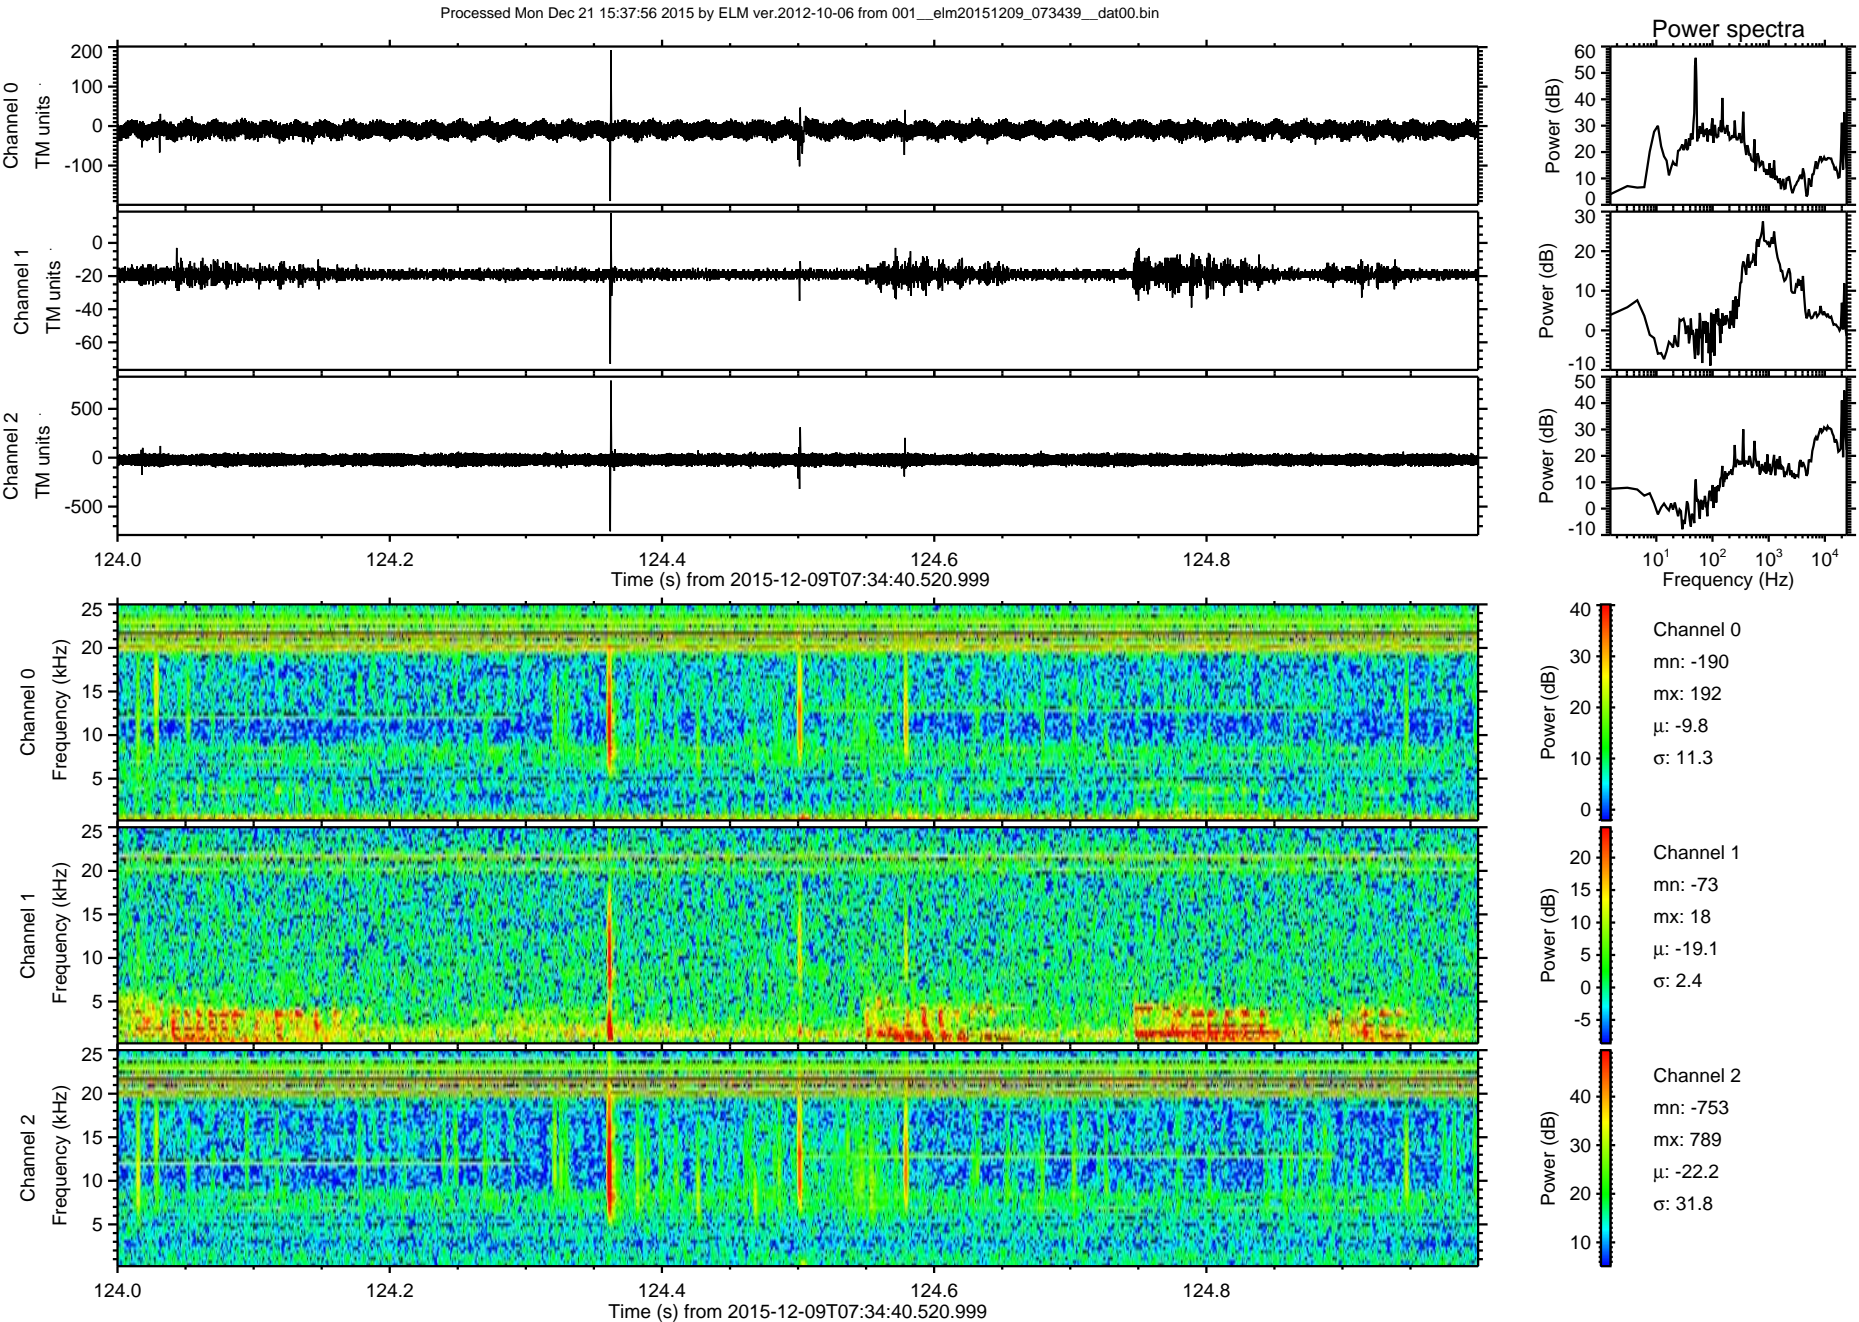 Processed Mon Dec 21 15:37:56 2015 by ELM ver.2012-10-06 from 001__elm20151209_073439__dat00.bin
Power spectra
Channel 0
TM units
200
100
0
-100
Power (dB)
60
50
40
30
20
10
0
Channel 1
TM units
0
-20
-40
-60
Power (dB)
30
20
10
0
-10
Channel 2
TM units
500
0
-500
Power (dB)
50
40
30
20
10
0
-10
124.0 124.2 124.4 124.6 124.8
Time (s) from 2015-12-09T07:34:40.520.999
10¹ 10² 10³ 10⁴
Frequency (Hz)
Channel 0
Frequency (kHz)
25
20
15
10
5
Power (dB)
40
30
20
10
0
Channel 0
mn: -190
mx: 192
μ: -9.8
σ: 11.3
Channel 1
Frequency (kHz)
25
20
15
10
5
Power (dB)
20
15
10
5
0
-5
Channel 1
mn: -73
mx: 18
μ: -19.1
σ: 2.4
Channel 2
Frequency (kHz)
25
20
15
10
5
Power (dB)
40
30
20
10
Channel 2
mn: -753
mx: 789
μ: -22.2
σ: 31.8
124.0 124.2 124.4 124.6 124.8
Time (s) from 2015-12-09T07:34:40.520.999